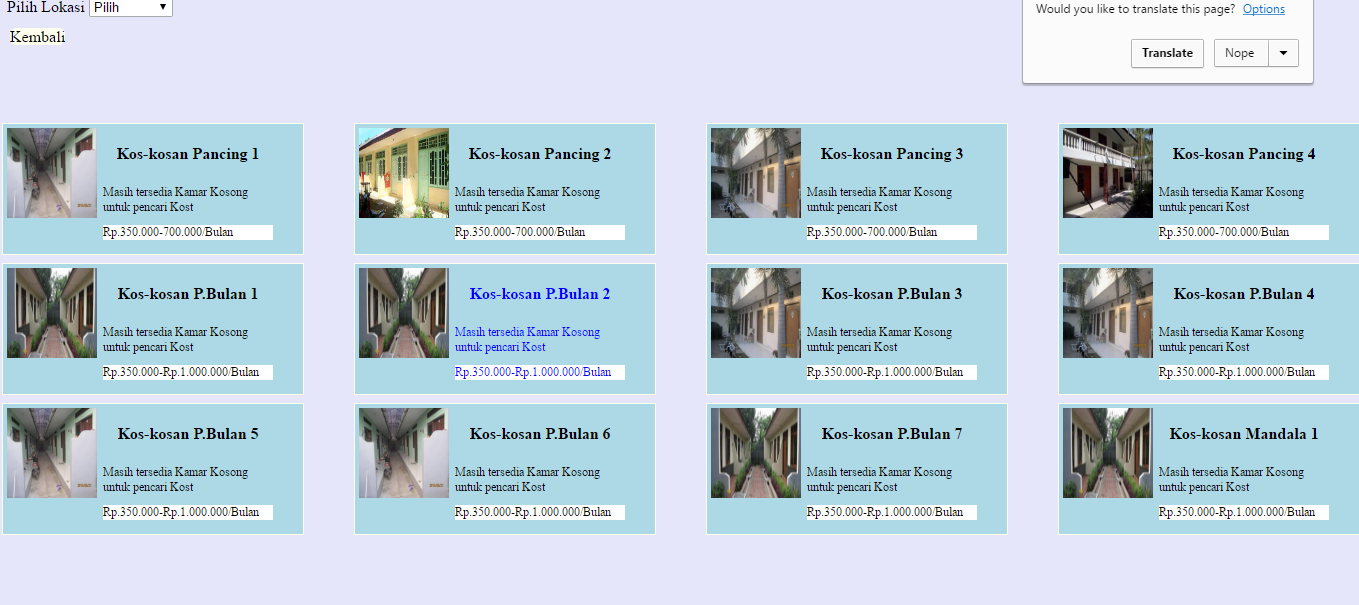 Pilih Lokasi Pilih
Kembali
Would you like to translate this page? Options
Translate Nope
Kos-kosan Pancing 1
Masih tersedia Kamar Kosong
untuk pencari Kost
Rp.350.000-700.000/Bulan
Kos-kosan Pancing 2
Masih tersedia Kamar Kosong
untuk pencari Kost
Rp.350.000-700.000/Bulan
Kos-kosan Pancing 3
Masih tersedia Kamar Kosong
untuk pencari Kost
Rp.350.000-700.000/Bulan
Kos-kosan Pancing 4
Masih tersedia Kamar Kosong
untuk pencari Kost
Rp.350.000-700.000/Bulan
Kos-kosan P.Bulan 1
Masih tersedia Kamar Kosong
untuk pencari Kost
Rp.350.000-Rp.1.000.000/Bulan
Kos-kosan P.Bulan 2
Masih tersedia Kamar Kosong
untuk pencari Kost
Rp.350.000-Rp.1.000.000/Bulan
Kos-kosan P.Bulan 3
Masih tersedia Kamar Kosong
untuk pencari Kost
Rp.350.000-Rp.1.000.000/Bulan
Kos-kosan P.Bulan 4
Masih tersedia Kamar Kosong
untuk pencari Kost
Rp.350.000-Rp.1.000.000/Bulan
Kos-kosan P.Bulan 5
Masih tersedia Kamar Kosong
untuk pencari Kost
Rp.350.000-Rp.1.000.000/Bulan
Kos-kosan P.Bulan 6
Masih tersedia Kamar Kosong
untuk pencari Kost
Rp.350.000-Rp.1.000.000/Bulan
Kos-kosan P.Bulan 7
Masih tersedia Kamar Kosong
untuk pencari Kost
Rp.350.000-Rp.1.000.000/Bulan
Kos-kosan Mandala 1
Masih tersedia Kamar Kosong
untuk pencari Kost
Rp.350.000-Rp.1.000.000/Bulan